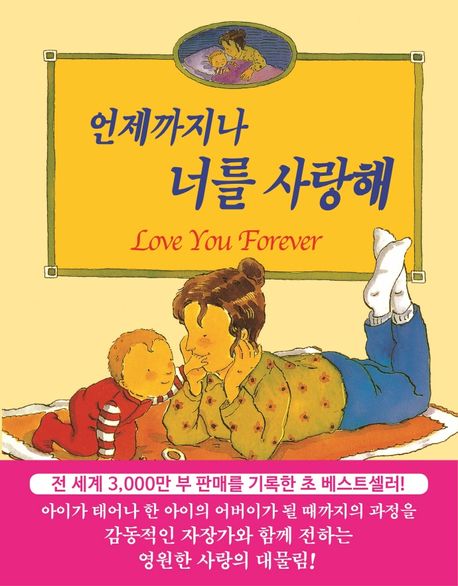 언제까지나
너를 사랑해
Love You Forever
전 세계 3,000만 부 판매를 기록한 초 베스트셀러!
아이가 태어나 한 아이의 어버이가 될 때까지의 과정을
감동적인 자장가와 함께 전하는
영원한 사랑의 대물림!